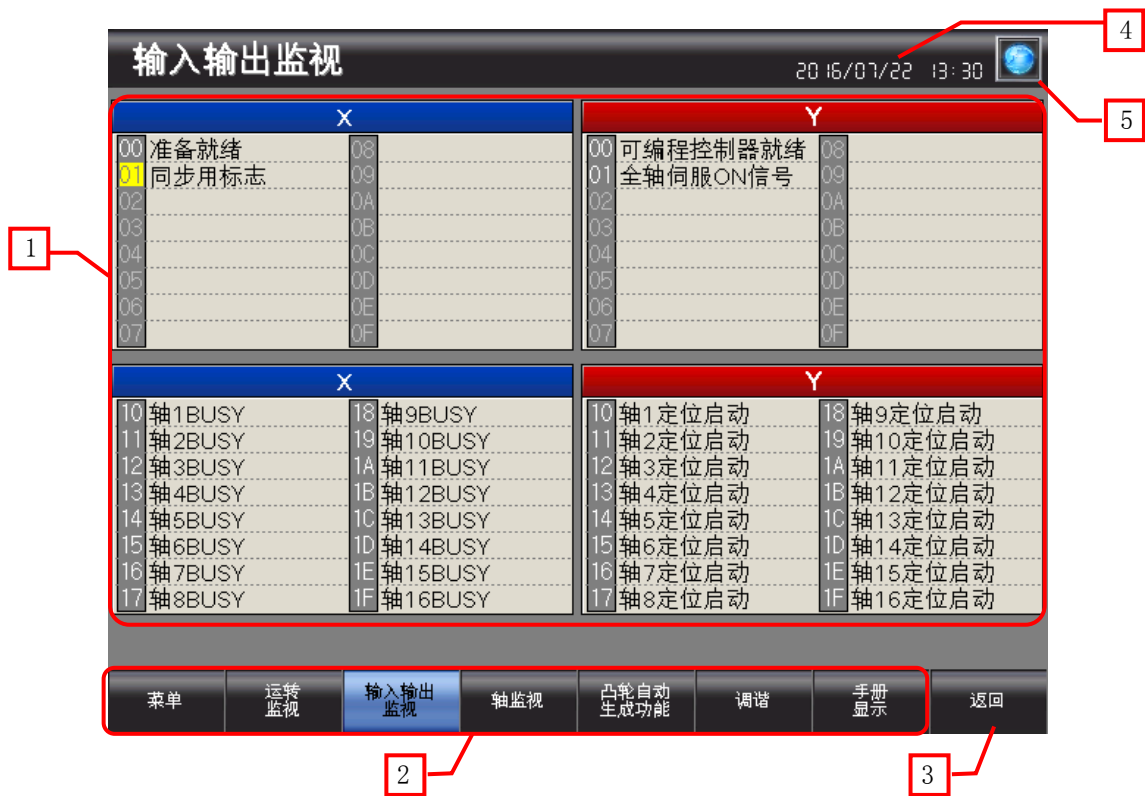 4
输入输出监视
2016/07/22 13:30
5
X
00 准备就绪 08
01 同步用标志 09
02 0A
03 0B
04 0C
05 0D
06 0E
07 0F
Y
00 可编程控制器就绪 08
01 全轴伺服ON信号 09
02 0A
03 0B
04 0C
05 0D
06 0E
07 0F
1
X
10 轴1BUSY 18 轴9BUSY
11 轴2BUSY 19 轴10BUSY
12 轴3BUSY 1A 轴11BUSY
13 轴4BUSY 1B 轴12BUSY
14 轴5BUSY 1C 轴13BUSY
15 轴6BUSY 1D 轴14BUSY
16 轴7BUSY 1E 轴15BUSY
17 轴8BUSY 1F 轴16BUSY
Y
10 轴1定位启动 18 轴9定位启动
11 轴2定位启动 19 轴10定位启动
12 轴3定位启动 1A 轴11定位启动
13 轴4定位启动 1B 轴12定位启动
14 轴5定位启动 1C 轴13定位启动
15 轴6定位启动 1D 轴14定位启动
16 轴7定位启动 1E 轴15定位启动
17 轴8定位启动 1F 轴16定位启动
菜单
运转
监视
输入输出
监视
轴监视
凸轮自动
生成功能
调谐
手册
显示
返回
2
3